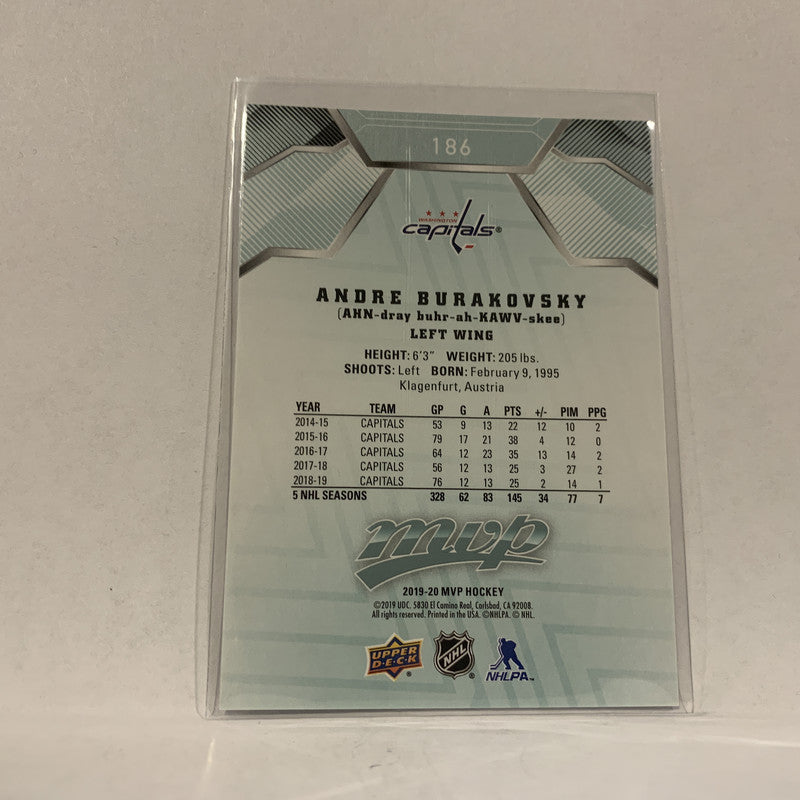 186
WASHINGTON
capitals®
ANDRE BURAKOVSKY
(AHN-dray buhr-ah-KAWV-skee)
LEFT WING
HEIGHT: 6'3" WEIGHT: 205 lbs.
SHOOTS: Left BORN: February 9, 1995
Klagenfurt, Austria
YEAR TEAM GP G A PTS +/- PIM PPG
2014-15 CAPITALS 53 9 13 22 12 10 2
2015-16 CAPITALS 79 17 21 38 4 12 0
2016-17 CAPITALS 64 12 23 35 13 14 2
2017-18 CAPITALS 56 12 13 25 3 27 2
2018-19 CAPITALS 76 12 13 25 2 14 1
5 NHL SEASONS 328 62 83 145 34 77 7
mvp
2019-20 MVP HOCKEY
©2019 UDC. 5830 El Camino Real, Carlsbad, CA 92008.
All rights reserved. Printed in the USA. ©NHLPA. © NHL.
UPPER DECK NHL® NHLPA™